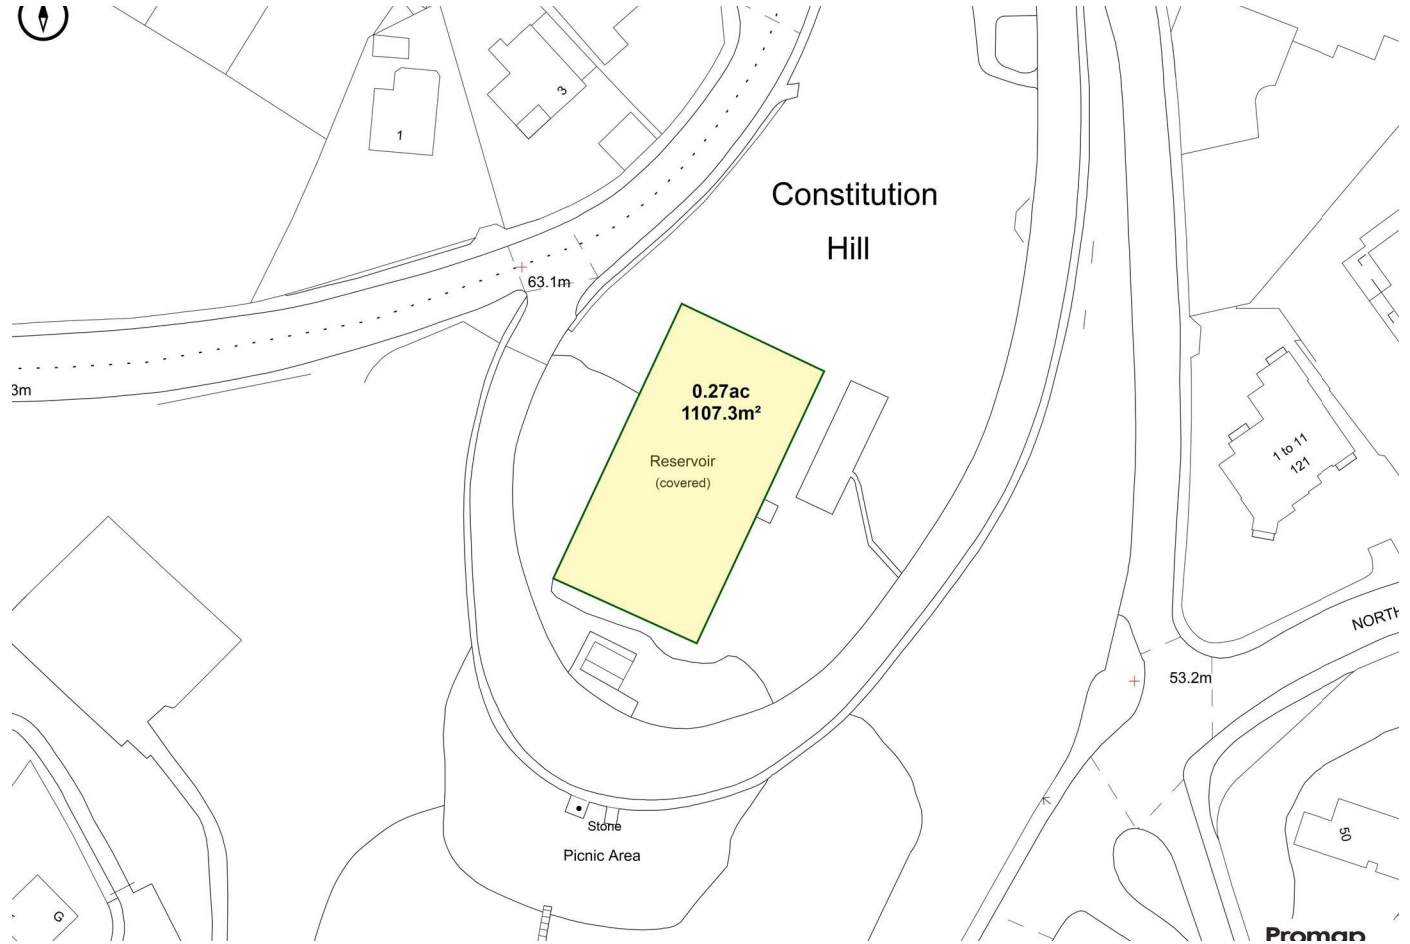 3
1
Constitution
Hill
63.1m
3m
0.27ac
1107.3m²
Reservoir
(covered)
1 to 11
121
NORTH
53.2m
Stone
Picnic Area
50
G
Promap